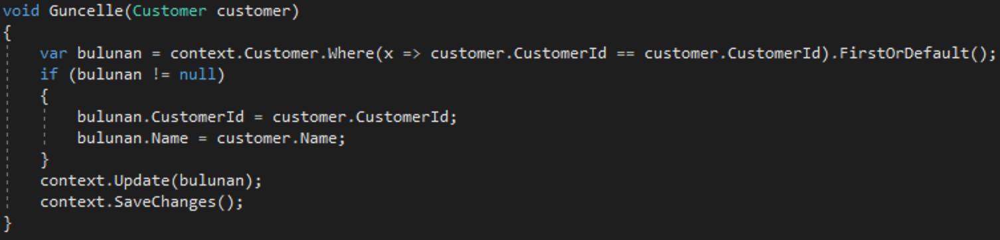 void Guncelle(Customer customer)
{
    var bulunan = context.Customer.Where(x => customer.CustomerId == customer.CustomerId).FirstOrDefault();
    if (bulunan != null)
    {
        bulunan.CustomerId = customer.CustomerId;
        bulunan.Name = customer.Name;
    }
    context.Update(bulunan);
    context.SaveChanges();
}